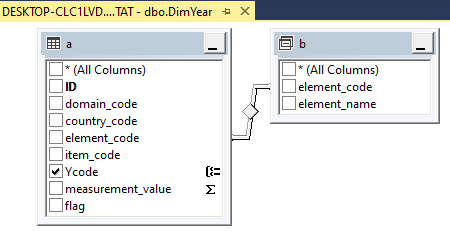 DESKTOP-CLC1LVD....TAT - dbo.DimYear
a
* (All Columns)
ID
domain_code
country_code
element_code
item_code
Ycode
measurement_value
flag
b
* (All Columns)
element_code
element_name